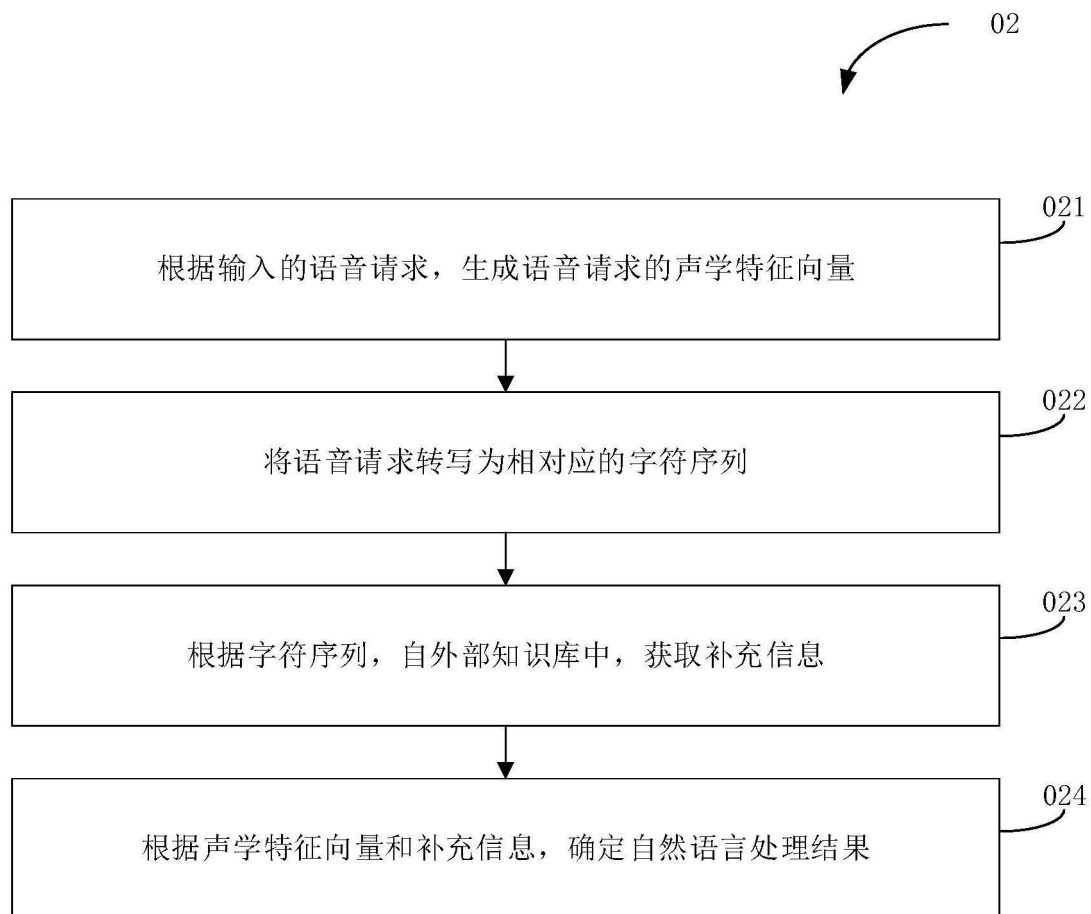 02
021
根据输入的语音请求，生成语音请求的声学特征向量
022
将语音请求转写为相对应的字符序列
023
根据字符序列，自外部知识库中，获取补充信息
024
根据声学特征向量和补充信息，确定自然语言处理结果